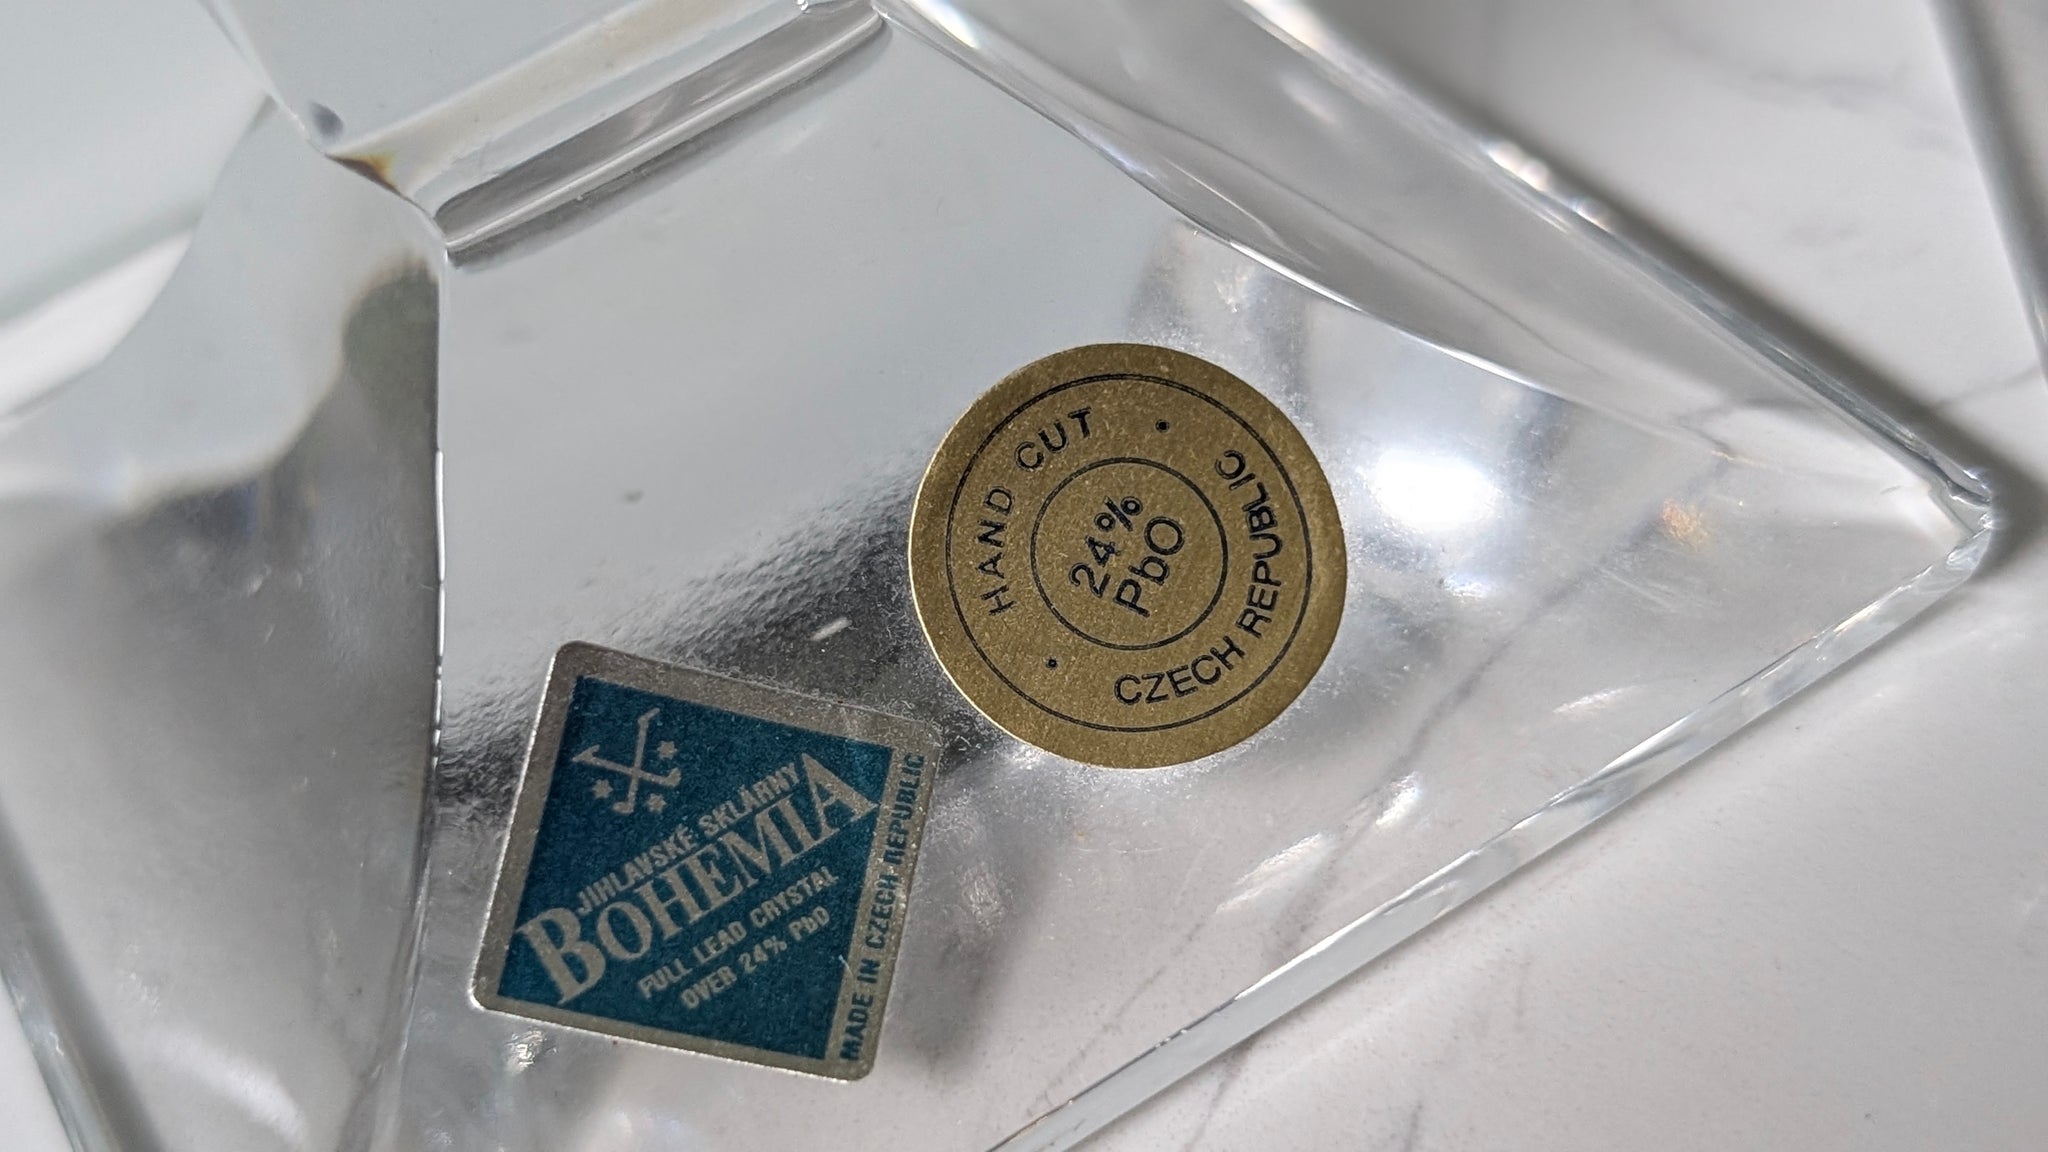 HAND CUT
24%
PbO
CZECH REPUBLIC
JIHLAVSKÉ SKLÁRNY
BOHEMIA
FULL LEAD CRYSTAL
OVER 24% PbO
MADE IN CZECH REPUBLIC